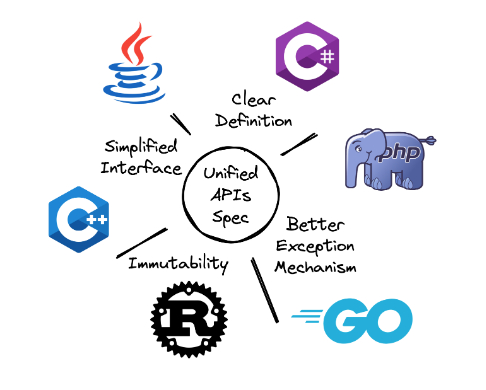 C#
Clear
Definition
php
Simplified
Interface
Unified
APIs
Spec
C++
Better
Exception
Mechanism
Immutability
R
GO